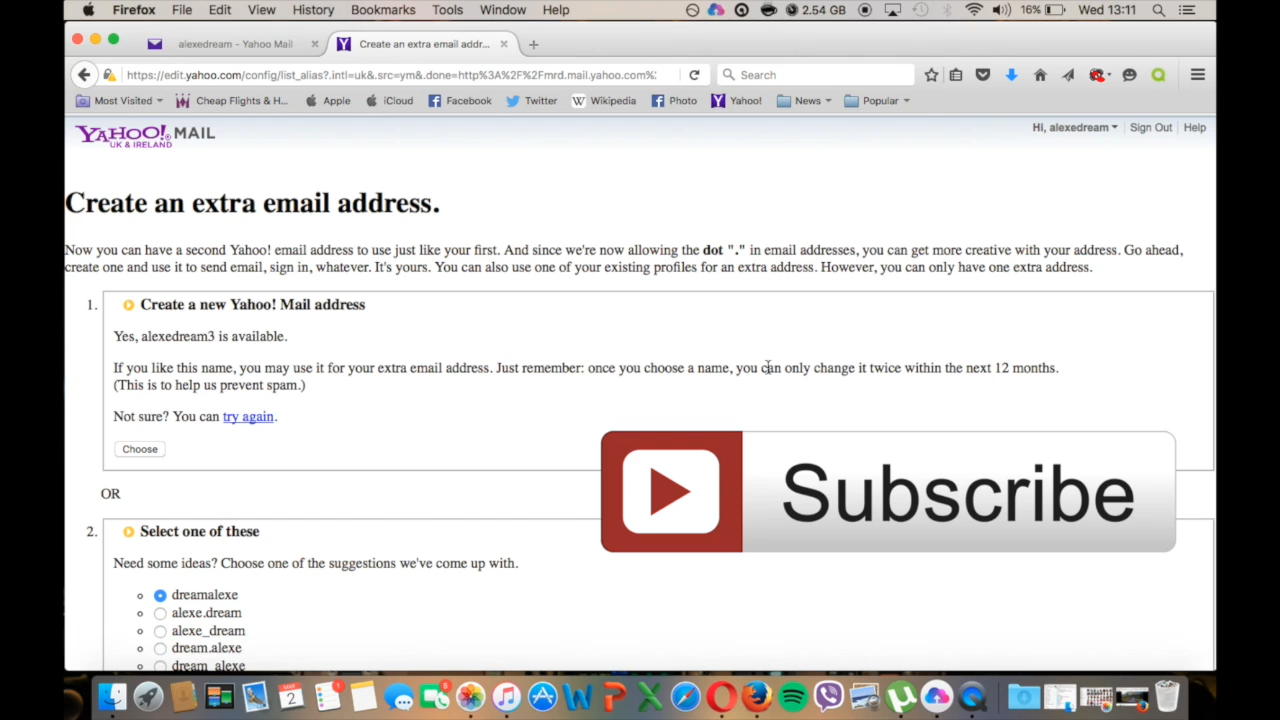 Firefox File Edit View History Bookmarks Tools Window Help 2.54 GB 16% Wed 13:11
alexedream - Yahoo Mail × Create an extra email addr... × +
https://edit.yahoo.com/config/list_alias?.intl=uk&.src=ym&.done=http%3A%2F%2Fmrd.mail.yahoo.com%: Search
Most Visited Cheap Flights & H... Apple iCloud Facebook Twitter Wikipedia Photo Yahoo! News Popular
YAHOO! MAIL
UK & IRELAND
Hi, alexedream Sign Out Help
Create an extra email address.
Now you can have a second Yahoo! email address to use just like your first. And since we're now allowing the dot "." in email addresses, you can get more creative with your address. Go ahead,
create one and use it to send email, sign in, whatever. It's yours. You can also use one of your existing profiles for an extra address. However, you can only have one extra address.
1. Create a new Yahoo! Mail address
Yes, alexedream3 is available.
If you like this name, you may use it for your extra email address. Just remember: once you choose a name, you can only change it twice within the next 12 months.
(This is to help us prevent spam.)
Not sure? You can try again.
Choose
Subscribe
OR
2. Select one of these
Need some ideas? Choose one of the suggestions we've come up with.
dreamalexe
alexe.dream
alexe_dream
dream.alexe
dream_alexe